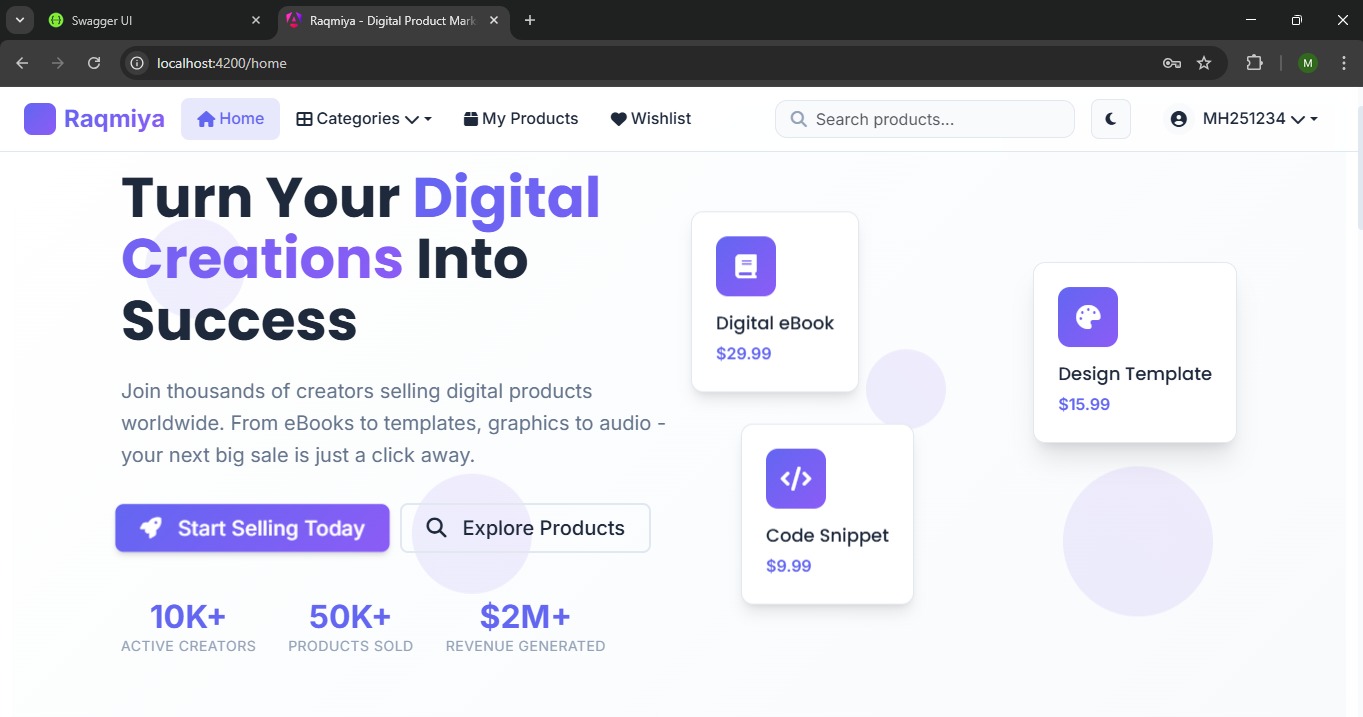 Swagger UI
Raqmiya - Digital Product Mark
localhost:4200/home
M
Raqmiya
Home
Categories
My Products
Wishlist
Search products...
MH251234
Turn Your Digital
Creations Into
Success
Join thousands of creators selling digital products
worldwide. From eBooks to templates, graphics to audio -
your next big sale is just a click away.
Start Selling Today
Explore Products
10K+
ACTIVE CREATORS
50K+
PRODUCTS SOLD
$2M+
REVENUE GENERATED
Digital eBook
$29.99
Design Template
$15.99
Code Snippet
$9.99